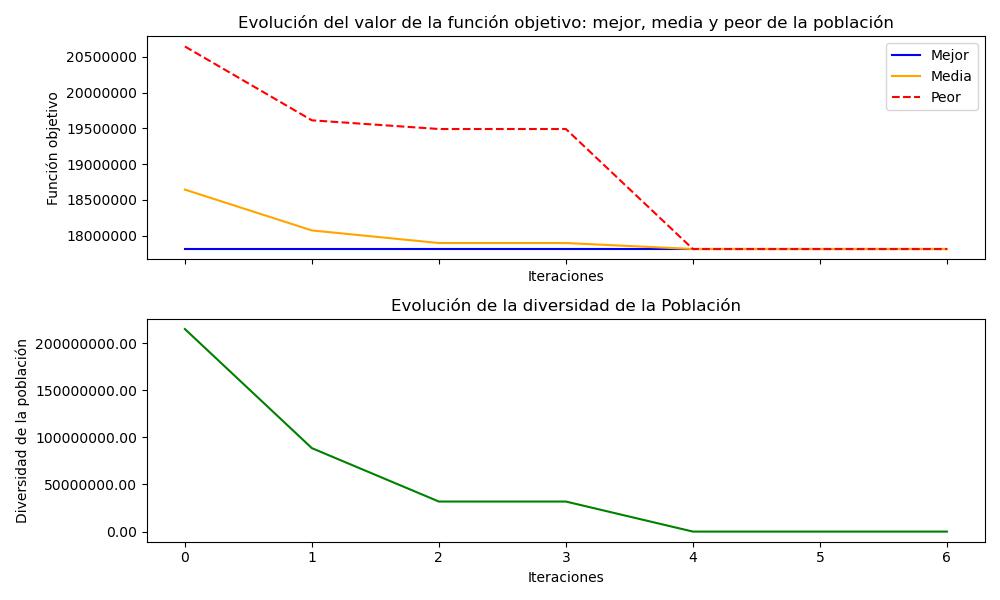 Evolución del valor de la función objetivo: mejor, media y peor de la población
Función objetivo
20500000
20000000
19500000
19000000
18500000
18000000
Mejor
Media
Peor
Iteraciones
Evolución de la diversidad de la Población
Diversidad de la población
200000000.00
150000000.00
100000000.00
50000000.00
0.00
0 1 2 3 4 5 6
Iteraciones